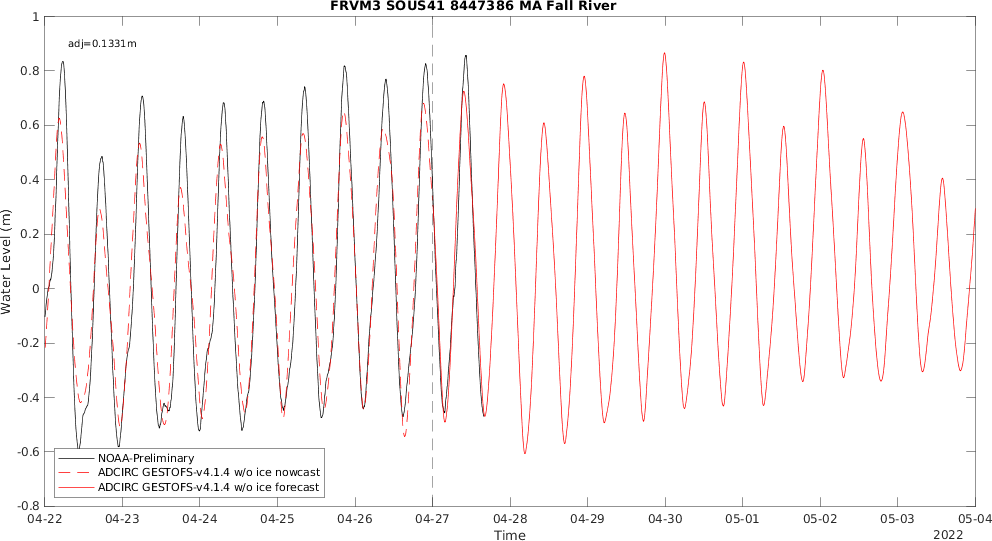 FRVM3 SOUS41 8447386 MA Fall River
adj=0.1331m
1
0.8
0.6
0.4
0.2
0
-0.2
-0.4
-0.6
-0.8
Water Level (m)
NOAA-Preliminary
ADCIRC GESTOFS-v4.1.4 w/o ice nowcast
ADCIRC GESTOFS-v4.1.4 w/o ice forecast
04-22 04-23 04-24 04-25 04-26 04-27 04-28 04-29 04-30 05-01 05-02 05-03 05-04
Time
2022